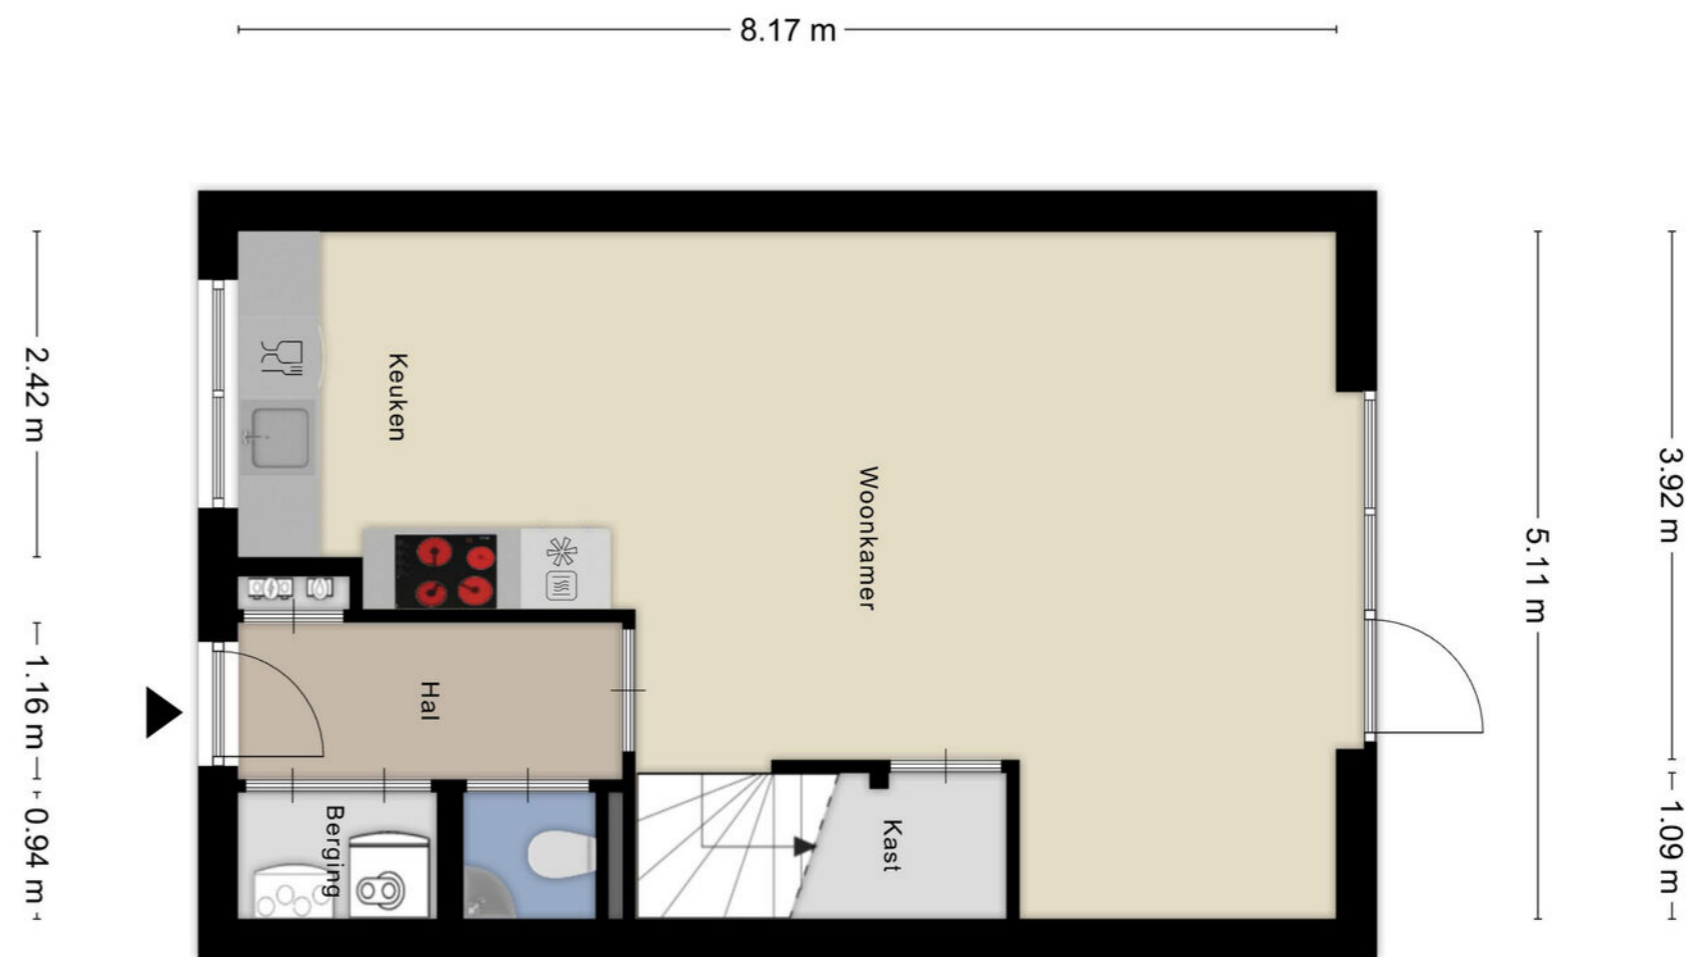 8.17 m
2.42 m
Keuken
Woonkamer
3.92 m
5.11 m
1.16 m
Hal
0.94 m
Berging
Kast
1.09 m